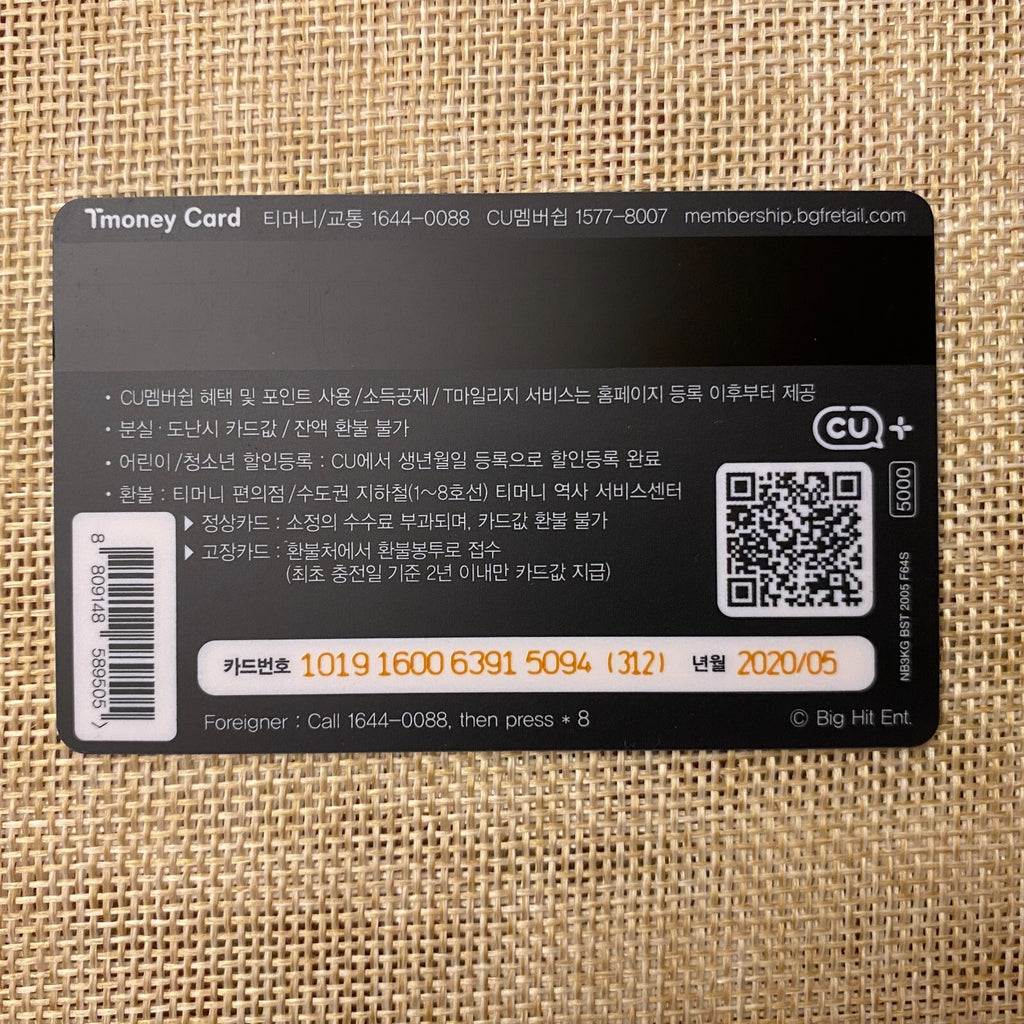 Tmoney Card 티머니/교통 1644-0088 CU멤버쉽 1577-8007 membership.bgfretail.com
• CU멤버쉽 혜택 및 포인트 사용/소득공제/T마일리지 서비스는 홈페이지 등록 이후부터 제공
• 분실·도난시 카드값/잔액 환불 불가
• 어린이/청소년 할인등록 : CU에서 생년월일 등록으로 할인등록 완료
• 환불 : 티머니 편의점/수도권 지하철(1~8호선) 티머니 역사 서비스센터
▶ 정상카드 : 소정의 수수료 부과되며, 카드값 환불 불가
▶ 고장카드 : 환불처에서 환불봉투로 접수
(최초 충전일 기준 2년 이내만 카드값 지급)
CU +
5000
NB3KG BST 2005 F64S
8 809148 589505 >
카드번호 1019 1600 6391 5094 (312) 년월 2020/05
Foreigner : Call 1644-0088, then press * 8
© Big Hit Ent.